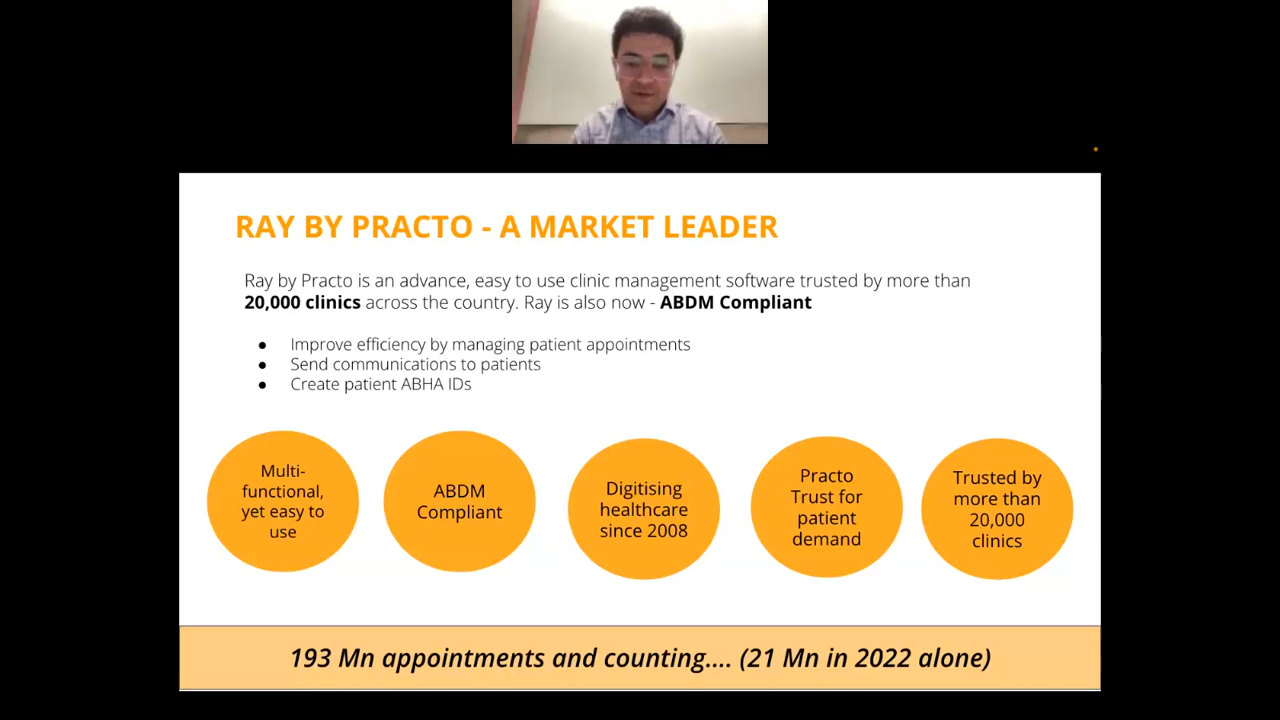 RAY BY PRACTO - A MARKET LEADER
Ray by Practo is an advance, easy to use clinic management software trusted by more than
20,000 clinics across the country. Ray is also now - ABDM Compliant
● Improve efficiency by managing patient appointments
● Send communications to patients
● Create patient ABHA IDs
Multi-
functional,
yet easy to
use
ABDM
Compliant
Digitising
healthcare
since 2008
Practo
Trust for
patient
demand
Trusted by
more than
20,000
clinics
193 Mn appointments and counting.... (21 Mn in 2022 alone)